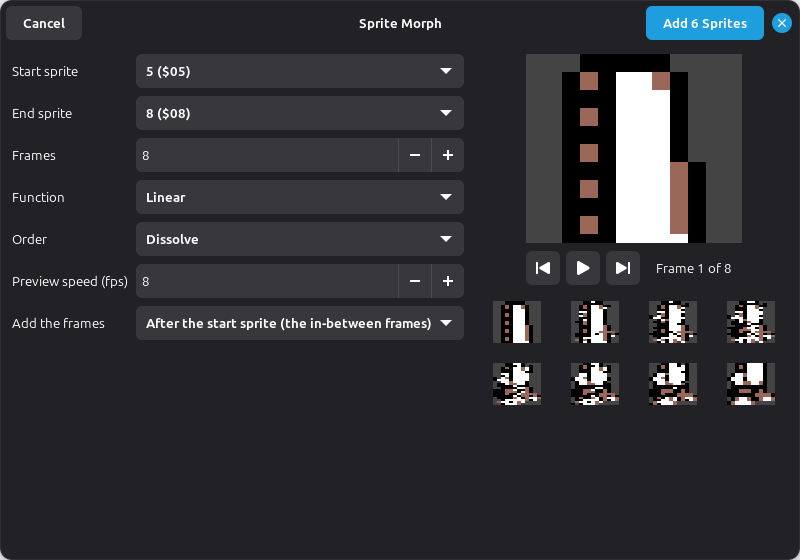 Cancel
Sprite Morph
Add 6 Sprites
Start sprite
5 ($05)
End sprite
8 ($08)
Frames
8
Function
Linear
Order
Dissolve
Preview speed (fps)
8
Add the frames
After the start sprite (the in-between frames)
Frame 1 of 8